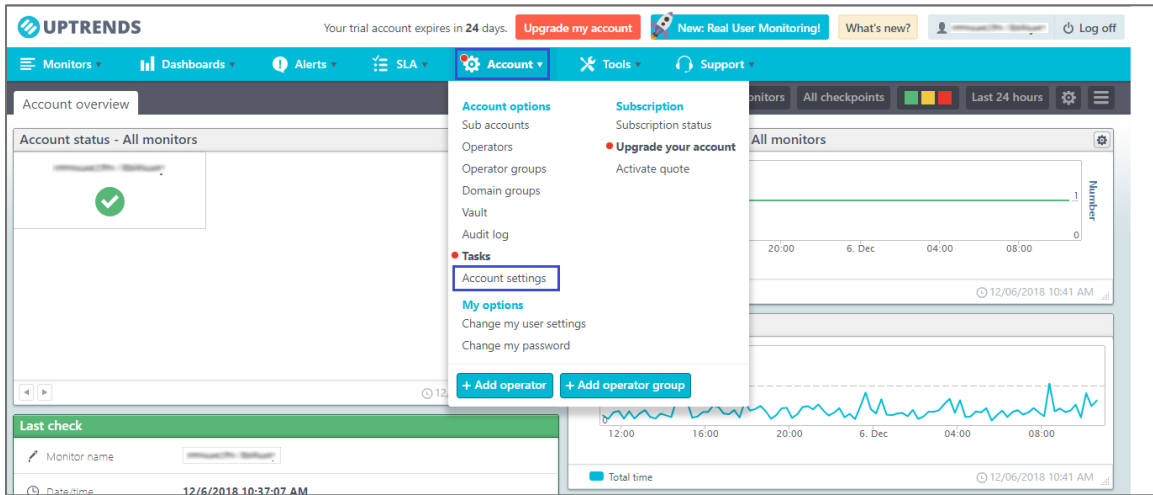 UPTRENDS
Your trial account expires in 24 days.
Upgrade my account
New: Real User Monitoring!
What's new?
Log off
Monitors
Dashboards
Alerts
SLA
Account
Tools
Support
Account overview
onitors
All checkpoints
Last 24 hours
Account status - All monitors
Account options
Sub accounts
Operators
Operator groups
Domain groups
Vault
Audit log
Tasks
Account settings
My options
Change my user settings
Change my password
+ Add operator
+ Add operator group
Subscription
Subscription status
Upgrade your account
Activate quote
All monitors
Number
1
0
20:00
6. Dec
04:00
08:00
12/06/2018 10:41 AM
12
0
12:00
16:00
20:00
6. Dec
04:00
08:00
Total time
12/06/2018 10:41 AM
Last check
Monitor name
Date/time
12/6/2018 10:37:07 AM